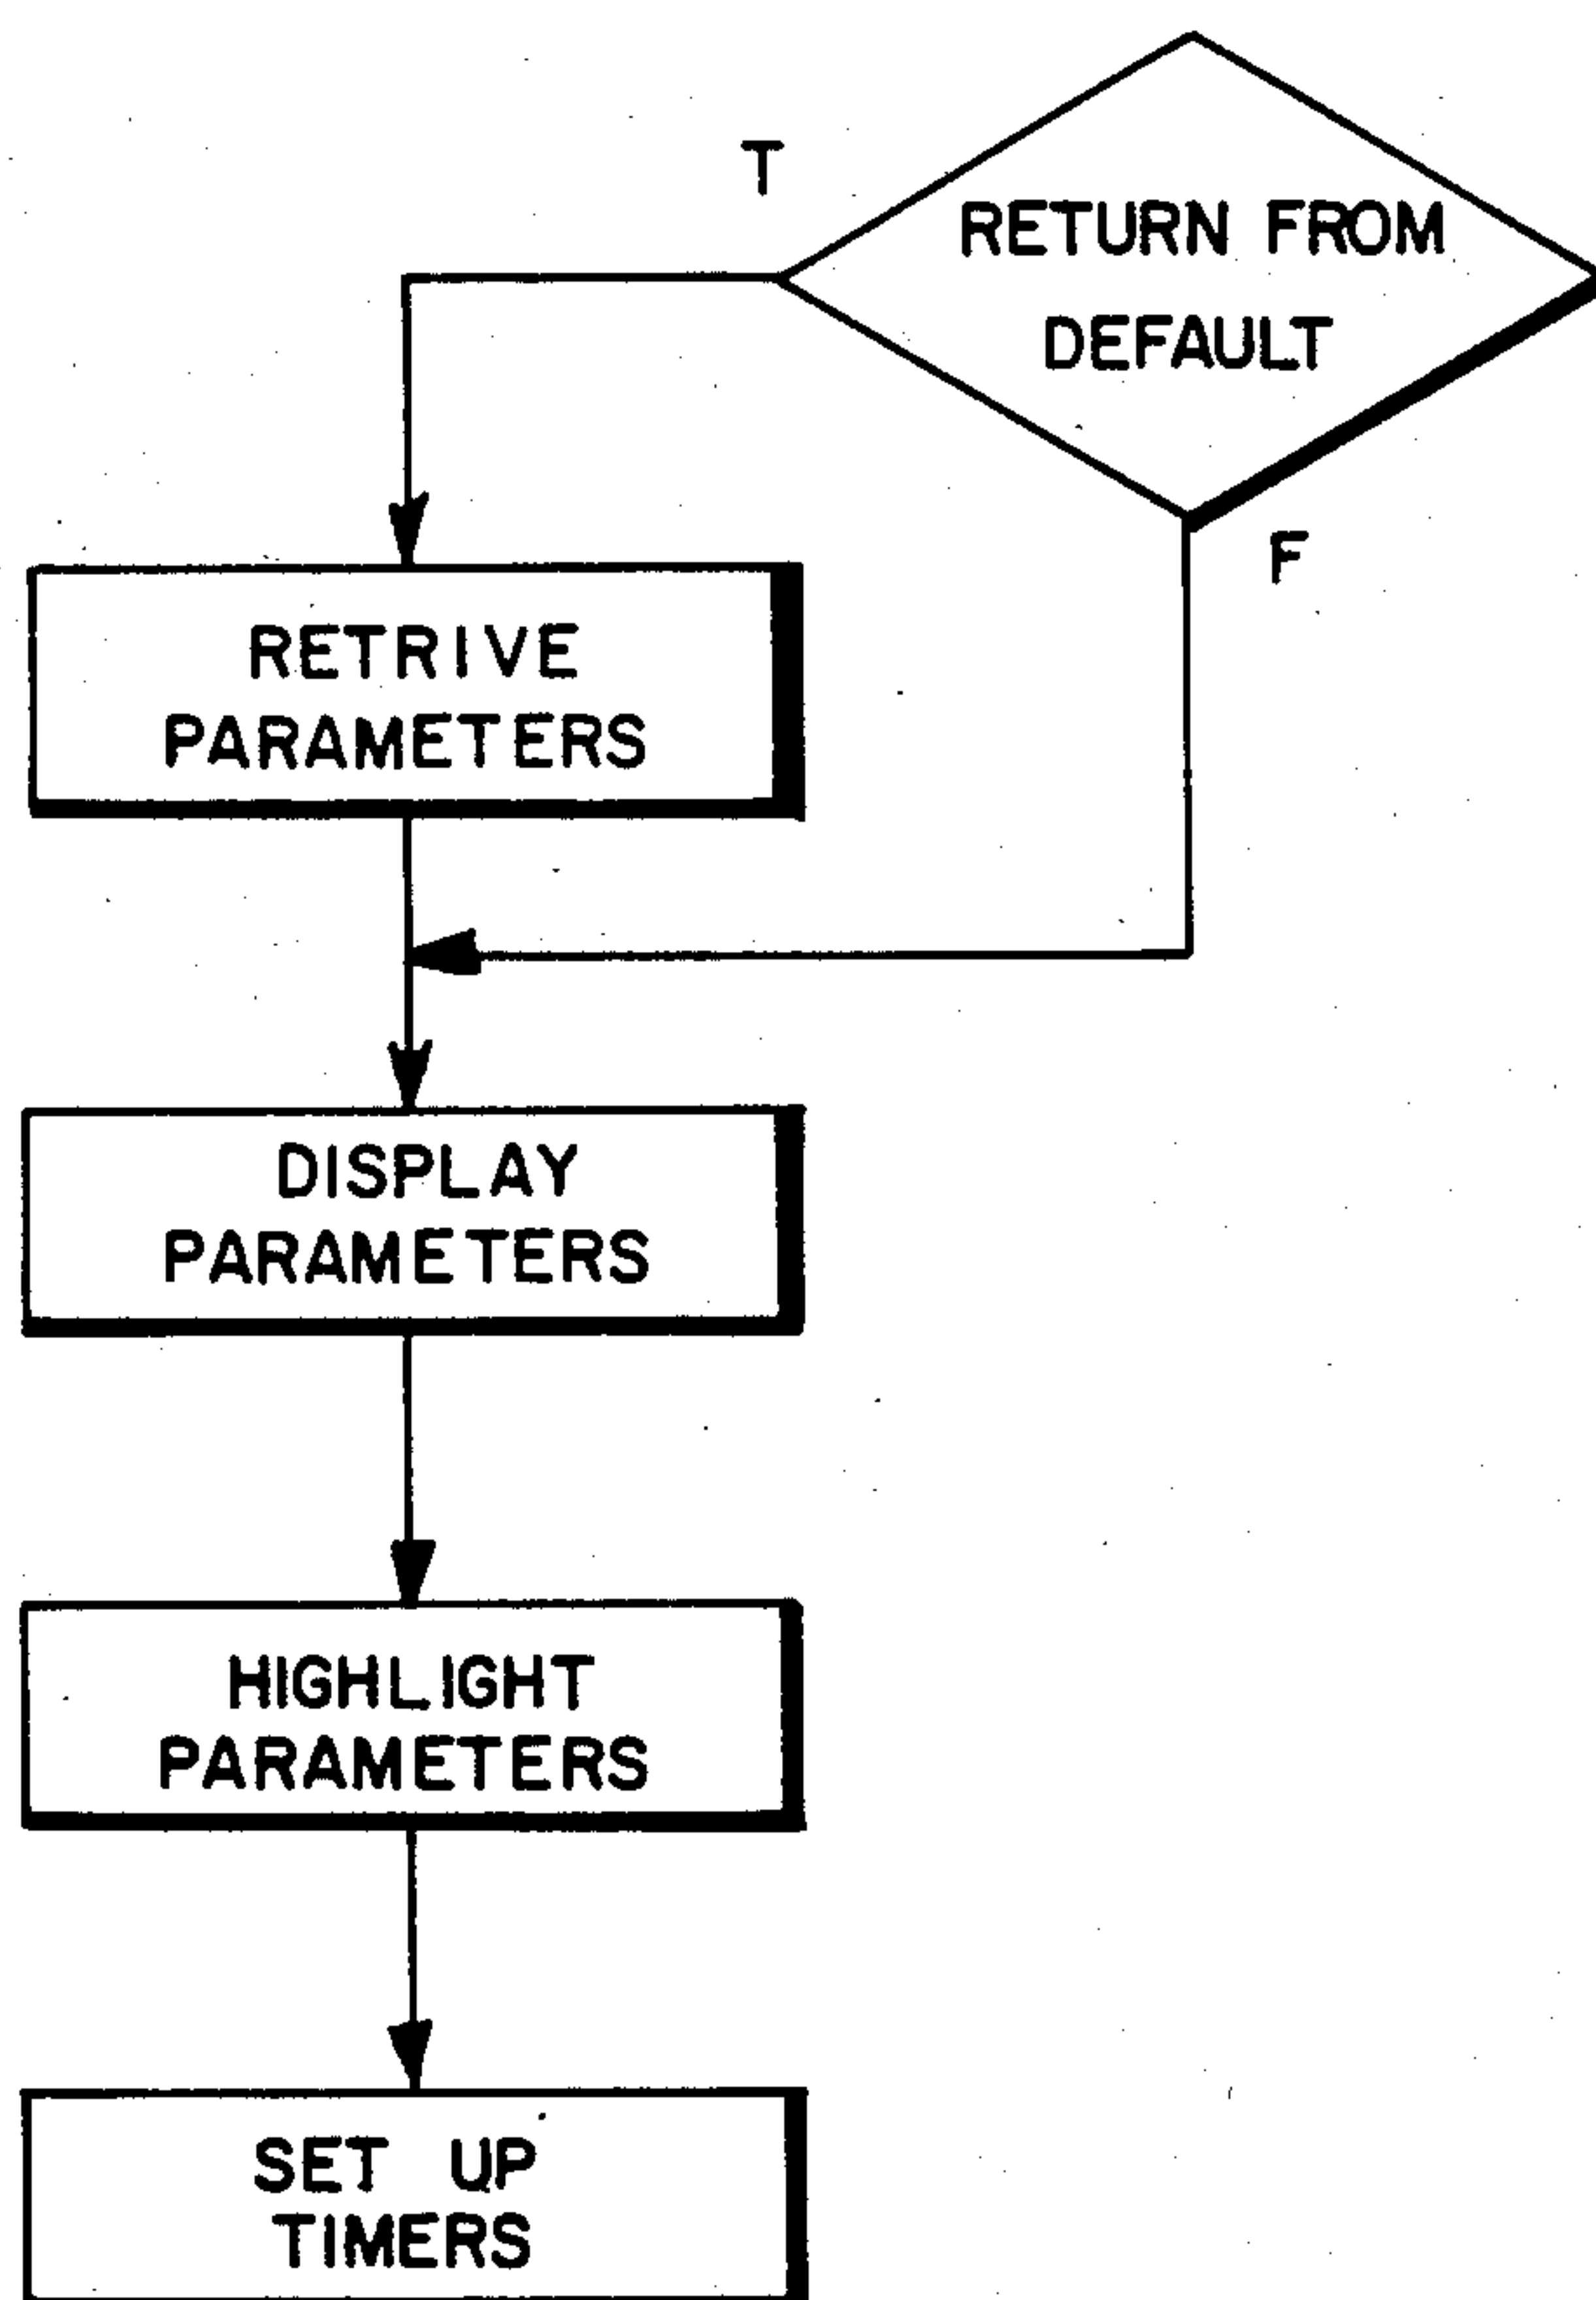 T
RETURN FROM
DEFAULT
F
RETRIVE
PARAMETERS
DISPLAY
PARAMETERS
HIGHLIGHT
PARAMETERS
SET UP
TIMERS